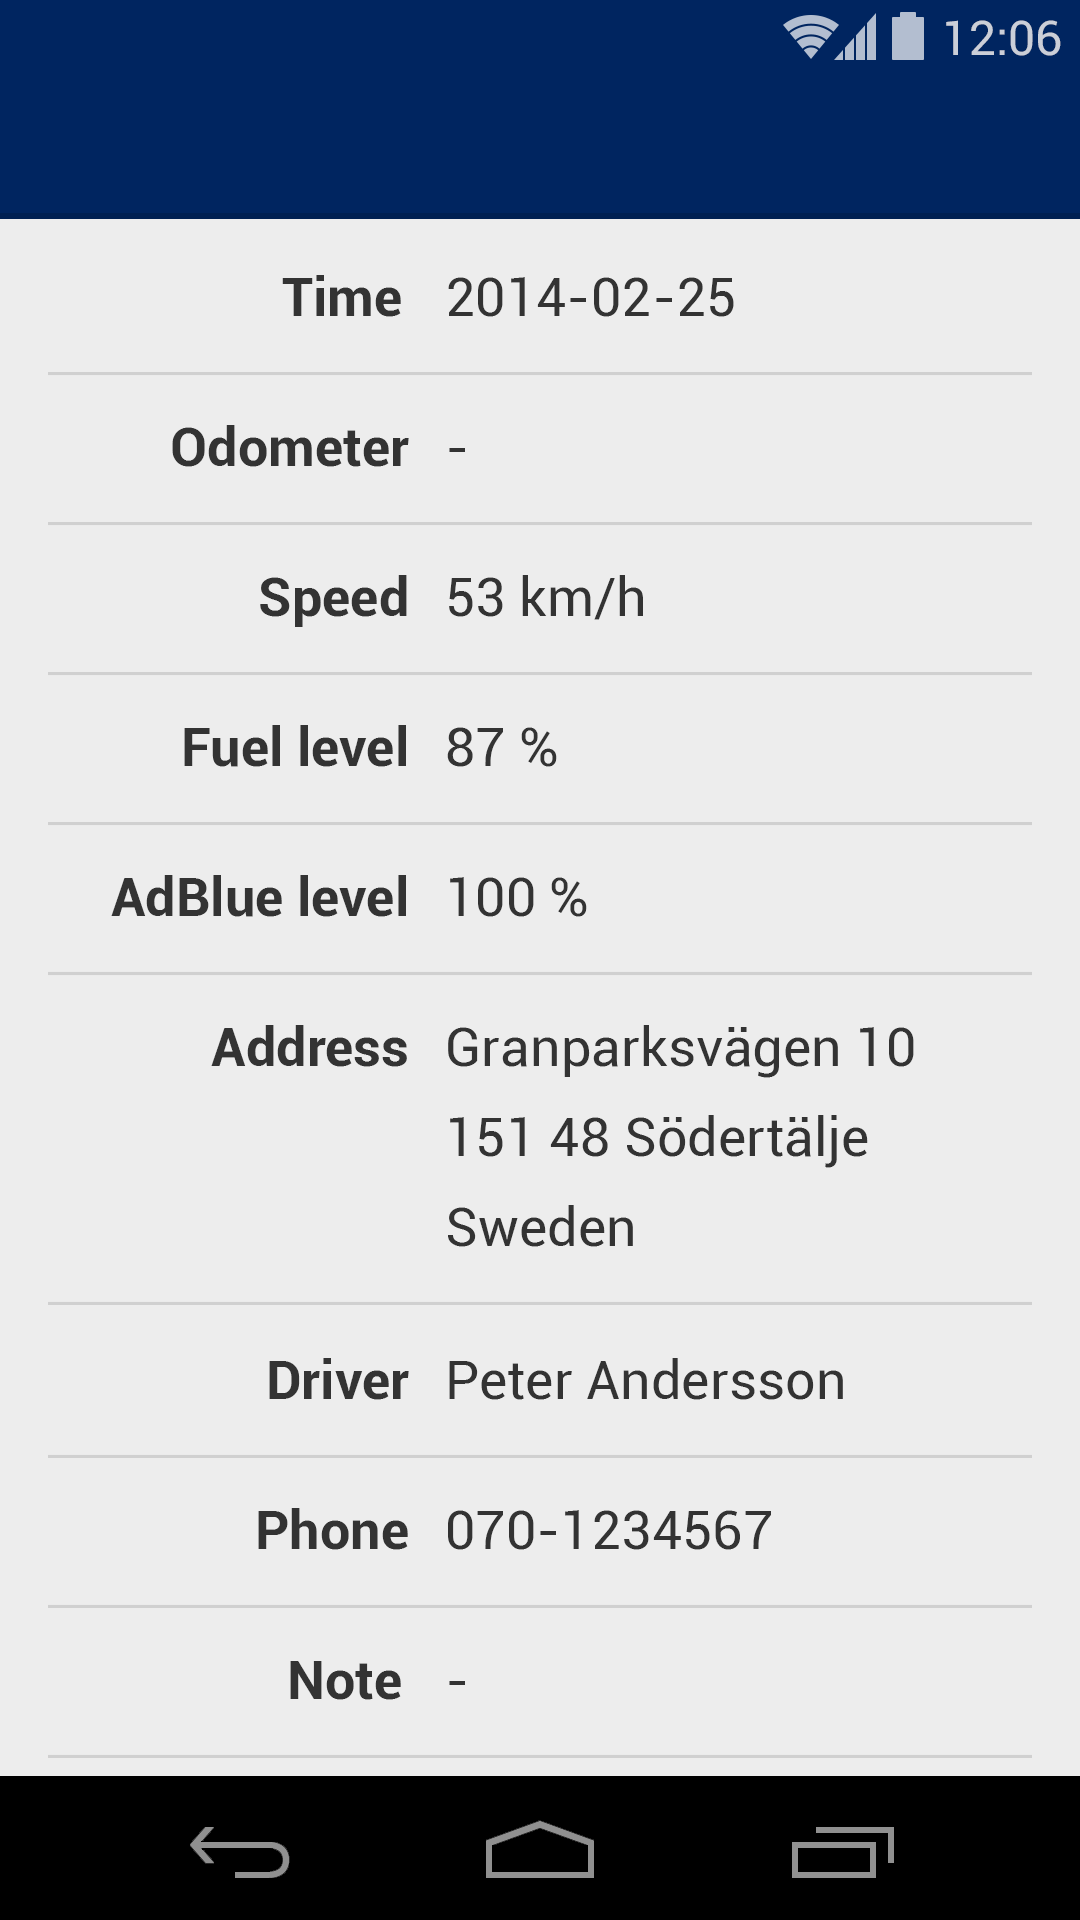 12:06
Time 2014-02-25
Odometer -
Speed 53 km/h
Fuel level 87 %
AdBlue level 100 %
Address Granparksvägen 10
151 48 Södertälje
Sweden
Driver Peter Andersson
Phone 070-1234567
Note -